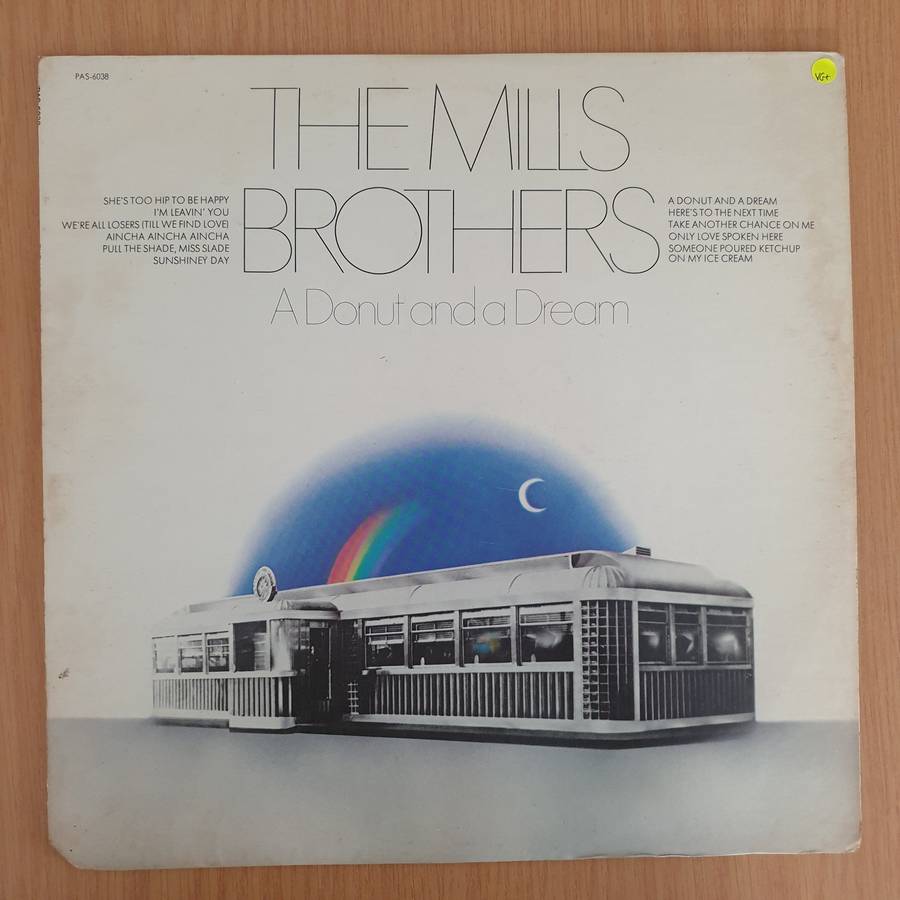 PAS-6038
VG+
THE MILLS
BROTHERS
A Donut and a Dream
SHE'S TOO HIP TO BE HAPPY
I'M LEAVIN' YOU
WE'RE ALL LOSERS (TILL WE FIND LOVE)
AINCHA AINCHA AINCHA
PULL THE SHADE, MISS SLADE
SUNSHINEY DAY
A DONUT AND A DREAM
HERE'S TO THE NEXT TIME
TAKE ANOTHER CHANCE ON ME
ONLY LOVE SPOKEN HERE
SOMEONE POURED KETCHUP
ON MY ICE CREAM